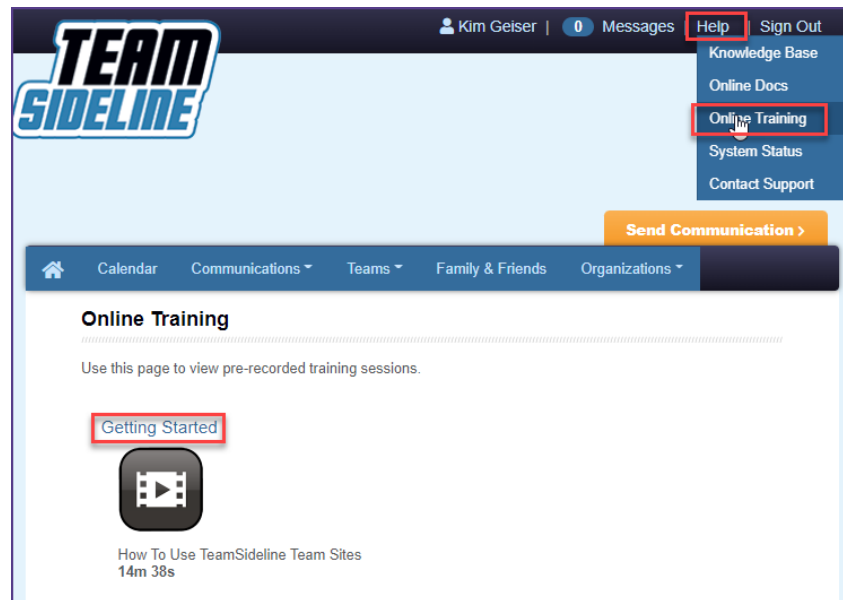 TEAM
SIDELINE
Kim Geiser | 0 Messages | Help | Sign Out
Knowledge Base
Online Docs
Online Training
System Status
Contact Support
Send Communication >
Calendar Communications Teams Family & Friends Organizations
Online Training
Use this page to view pre-recorded training sessions.
Getting Started
How To Use TeamSideline Team Sites
14m 38s